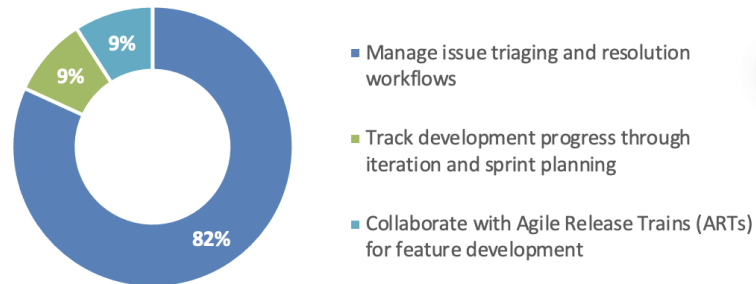 9%
9%
82%
Manage issue triaging and resolution
workflows
Track development progress through
iteration and sprint planning
Collaborate with Agile Release Trains (ARTs)
for feature development